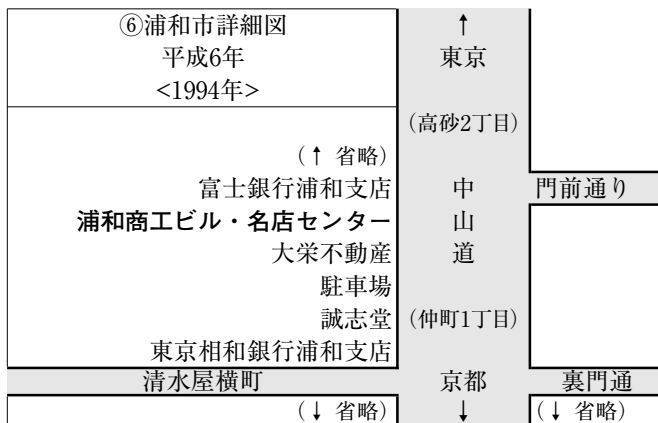 ⑥浦和市詳細図
平成6年
<1994年>
↑
東京
(高砂2丁目)
(↑ 省略)
富士銀行浦和支店
中
門前通り
浦和商工ビル・名店センター
山
大栄不動産
道
駐車場
誠志堂
(仲町1丁目)
東京相和銀行浦和支店
清水屋横町
京都
裏門通
(↓ 省略)
↓
(↓ 省略)